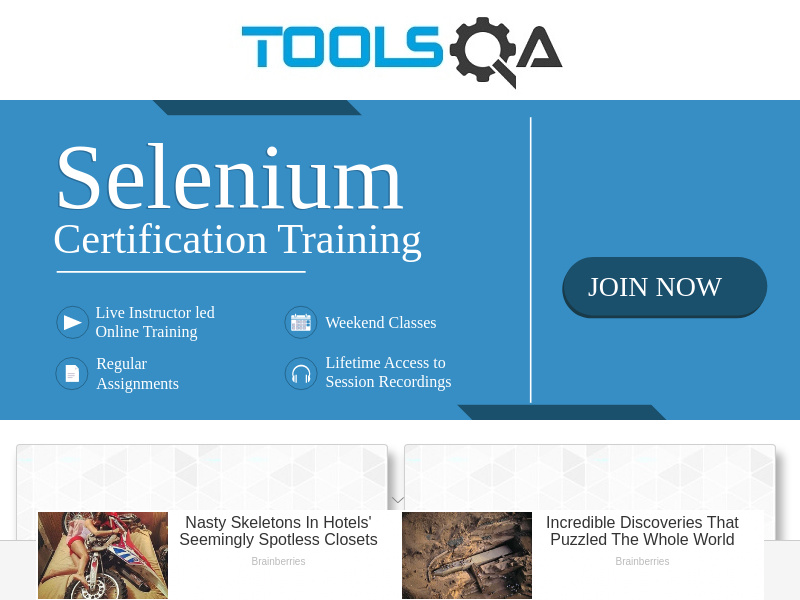 TOOLSQA
Selenium
Certification Training
JOIN NOW
Live Instructor led
Online Training
Weekend Classes
Regular
Assignments
Lifetime Access to
Session Recordings
Nasty Skeletons In Hotels'
Seemingly Spotless Closets
Brainberries
Incredible Discoveries That
Puzzled The Whole World
Brainberries